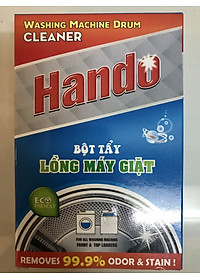 WASHING MACHINE DRUM
CLEANER
Hando
BỘT TẨY
LỒNG MÁY GIẶT
ECO
FRIENDLY
FOR ALL WASHING MACHINE
FRONT & TOP LOADERS
REMOVES 99.9% ODOR & STAIN !